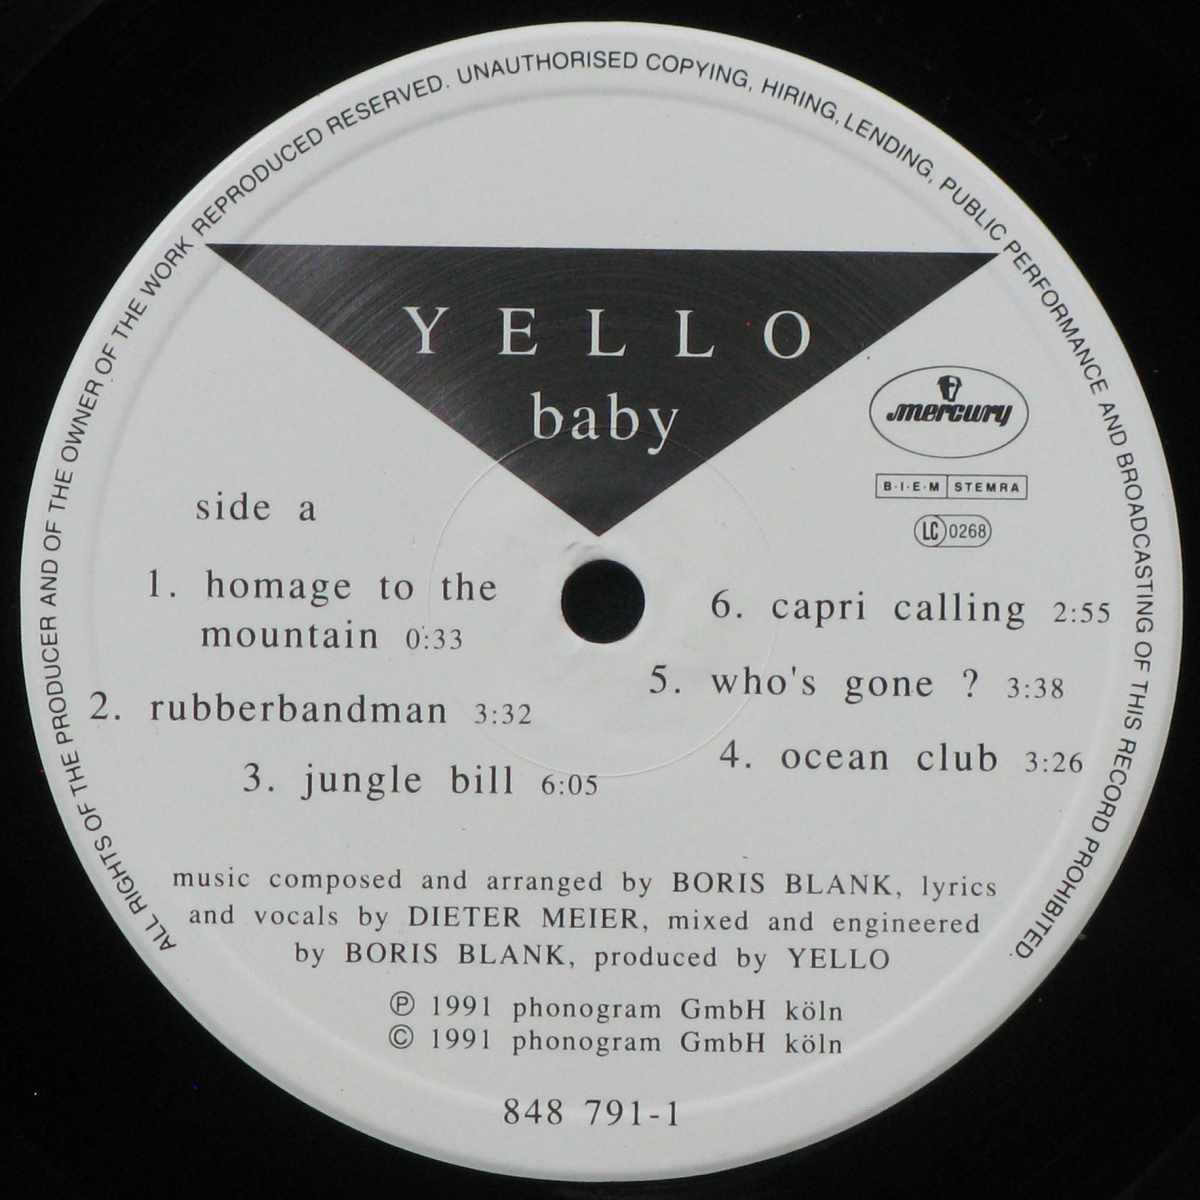 ALL RIGHTS OF THE PRODUCER AND OF THE OWNER OF THE WORK REPRODUCED RESERVED. UNAUTHORISED COPYING, HIRING, LENDING, PUBLIC PERFORMANCE AND BROADCASTING OF THIS RECORD PROHIBITED.
YELLO
baby
mercury
B·I·E·M STEMRA
LC 0268
side a
1. homage to the
mountain 0:33
2. rubberbandman 3:32
3. jungle bill 6:05
4. ocean club 3:26
5. who's gone ? 3:38
6. capri calling 2:55
music composed and arranged by BORIS BLANK, lyrics
and vocals by DIETER MEIER, mixed and engineered
by BORIS BLANK, produced by YELLO
℗ 1991 phonogram GmbH köln
© 1991 phonogram GmbH köln
848 791-1